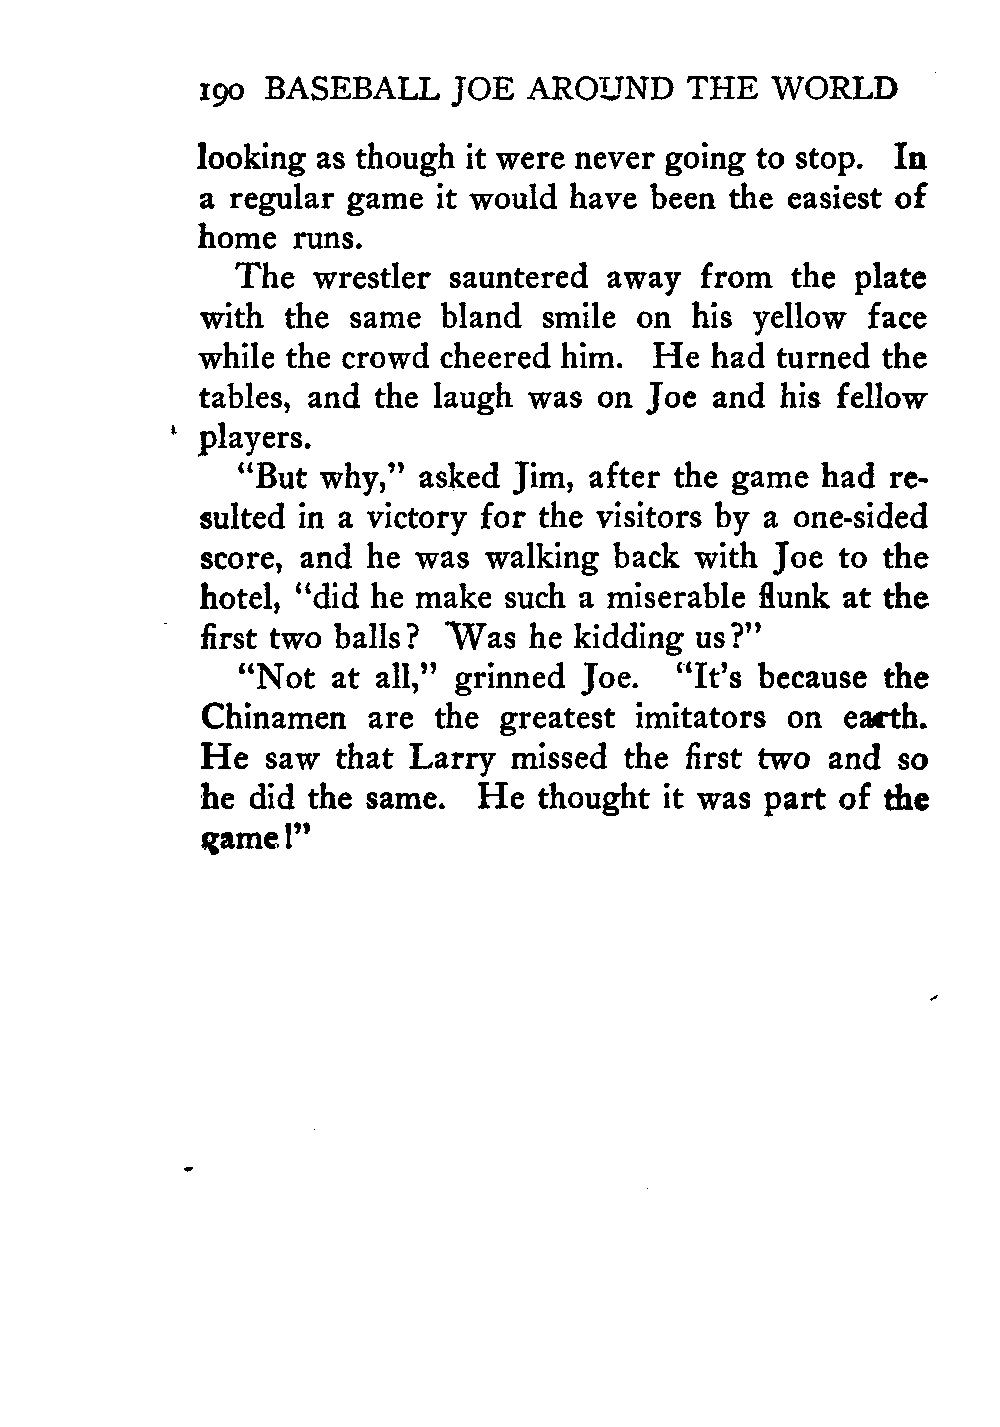 190 BASEBALL JOE AROUND THE WORLD
looking as though it were never going to stop. In
a regular game it would have been the easiest of
home runs.
The wrestler sauntered away from the plate
with the same bland smile on his yellow face
while the crowd cheered him. He had turned the
tables, and the laugh was on Joe and his fellow
players.
"But why," asked Jim, after the game had re-
sulted in a victory for the visitors by a one-sided
score, and he was walking back with Joe to the
hotel, "did he make such a miserable flunk at the
first two balls? Was he kidding us?"
"Not at all," grinned Joe. "It's because the
Chinamen are the greatest imitators on earth.
He saw that Larry missed the first two and so
he did the same. He thought it was part of the
game!"